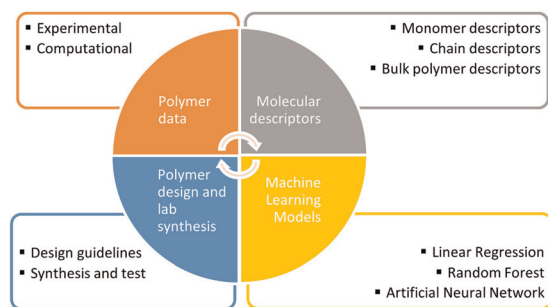 ▪ Experimental
▪ Computational
▪ Monomer descriptors
▪ Chain descriptors
▪ Bulk polymer descriptors
Polymer
data
Molecular
descriptors
Polymer
design and
lab
synthesis
Machine
Learning
Models
▪ Design guidelines
▪ Synthesis and test
▪ Linear Regression
▪ Random Forest
▪ Artificial Neural Network